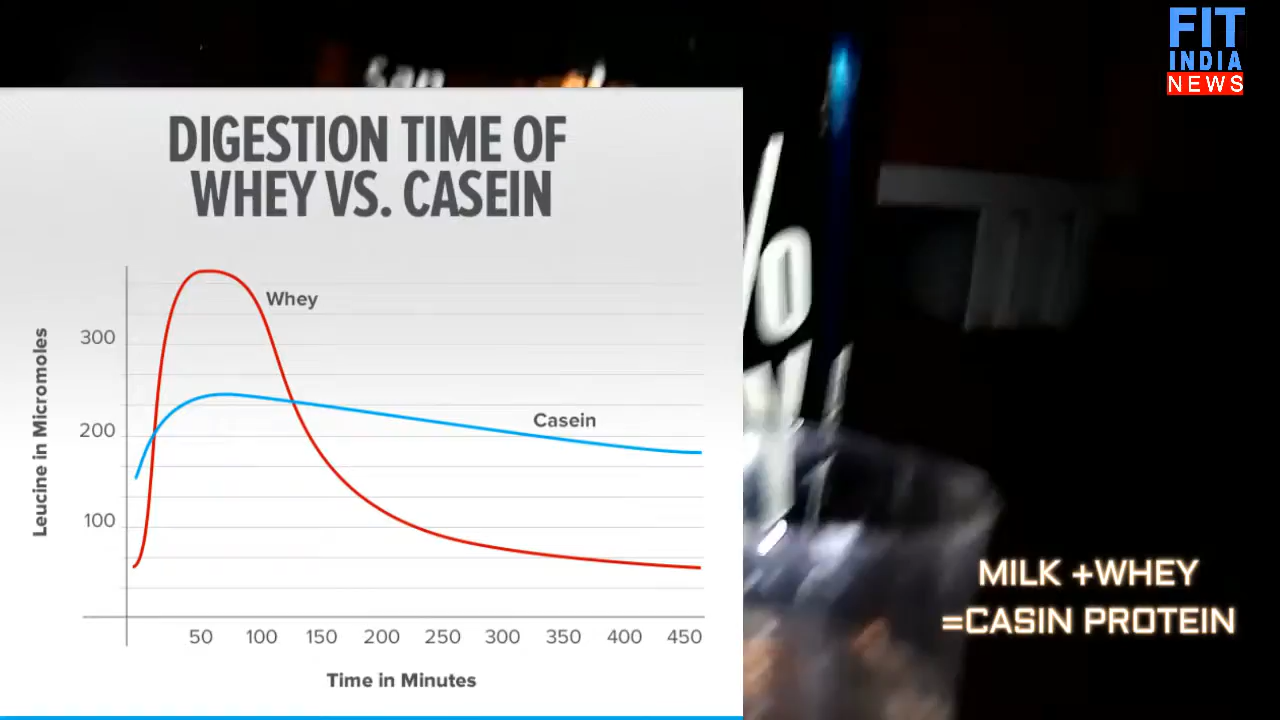 FIT
INDIA
NEWS
DIGESTION TIME OF
WHEY VS. CASEIN
Whey
Casein
Leucine in Micromoles
300
200
100
50 100 150 200 250 300 350 400 450
Time in Minutes
MILK +WHEY
=CASIN PROTEIN